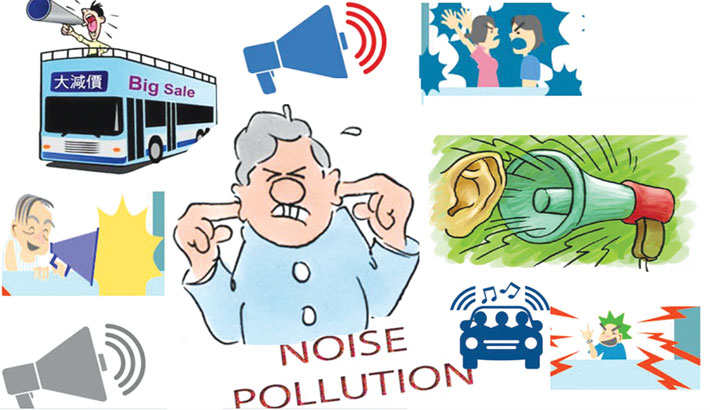 大減價 Big Sale
NOISE
POLLUTION